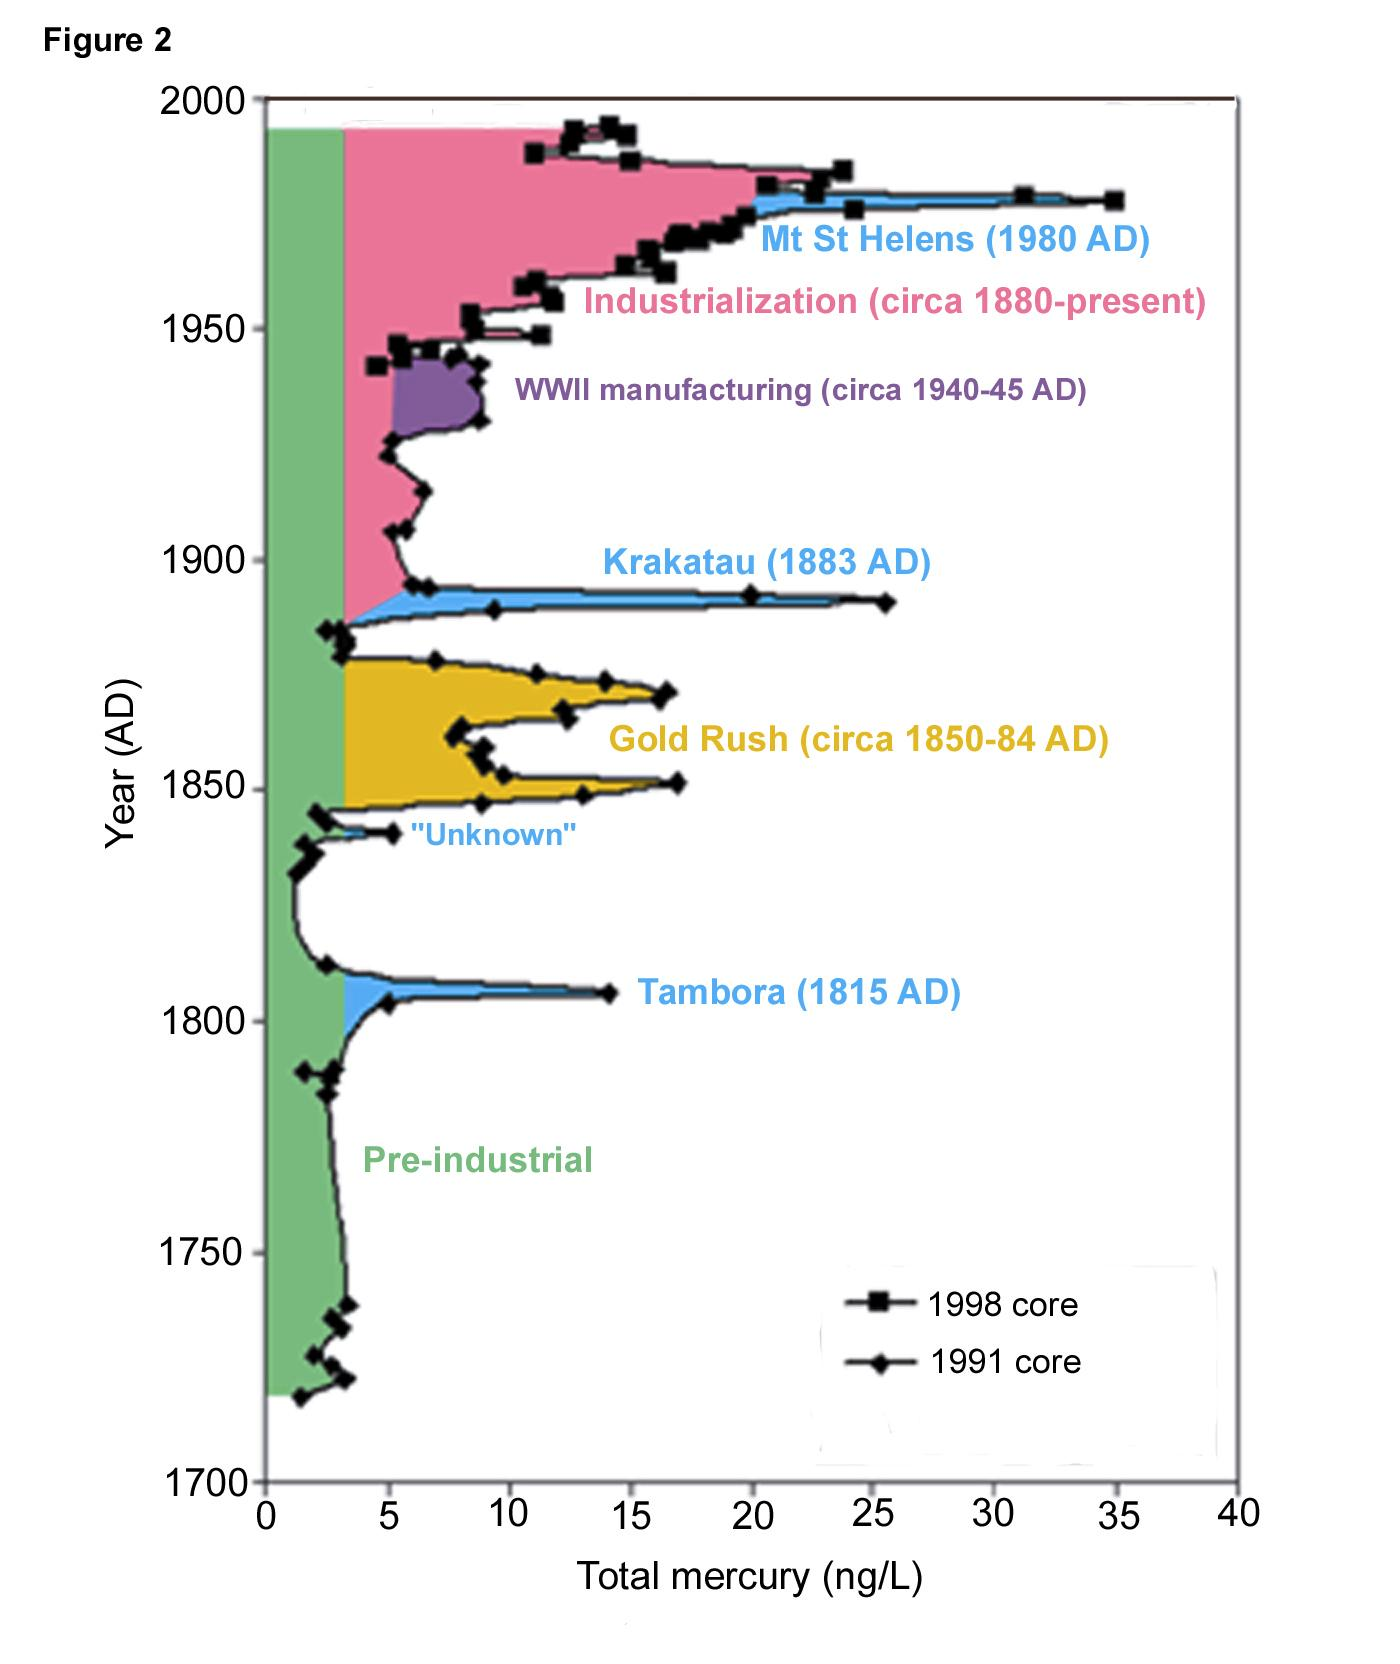 Figure 2
2000
Mt St Helens (1980 AD)
Industrialization (circa 1880-present)
1950
WWII manufacturing (circa 1940-45 AD)
1900
Krakatau (1883 AD)
Gold Rush (circa 1850-84 AD)
1850
"Unknown"
Year (AD)
Tambora (1815 AD)
1800
Pre-industrial
1750
1998 core
1991 core
1700
0 5 10 15 20 25 30 35 40
Total mercury (ng/L)